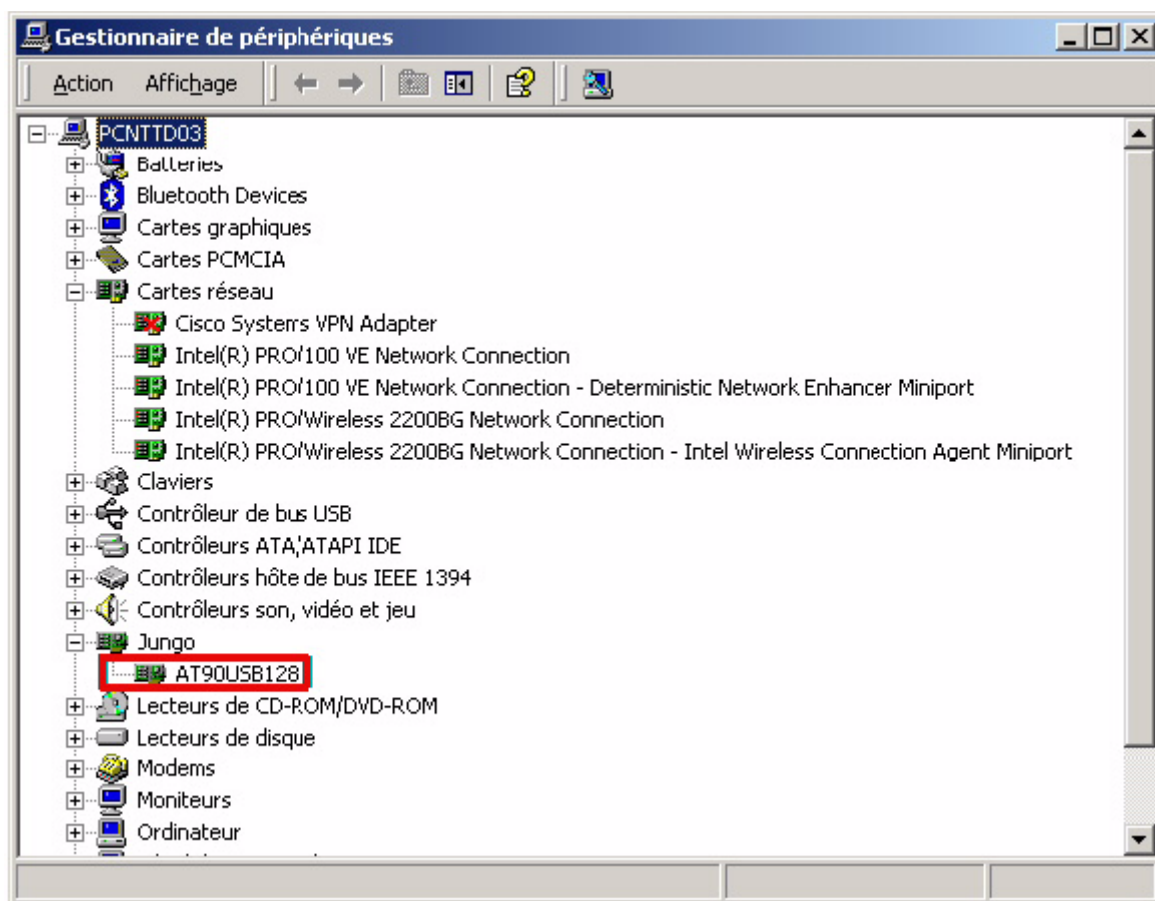 Gestionnaire de périphériques
Action Affichage
PCNTTD03
Batteries
Bluetooth Devices
Cartes graphiques
Cartes PCMCIA
Cartes réseau
Cisco Systems VPN Adapter
Intel(R) PRO/100 VE Network Connection
Intel(R) PRO/100 VE Network Connection - Deterministic Network Enhancer Miniport
Intel(R) PRO/Wireless 2200BG Network Connection
Intel(R) PRO/Wireless 2200BG Network Connection - Intel Wireless Connection Agent Miniport
Claviers
Contrôleur de bus USB
Contrôleurs ATA/ATAPI IDE
Contrôleurs hôte de bus IEEE 1394
Contrôleurs son, vidéo et jeu
Jungo
AT90USB128
Lecteurs de CD-ROM/DVD-ROM
Lecteurs de disque
Modems
Moniteurs
Ordinateur